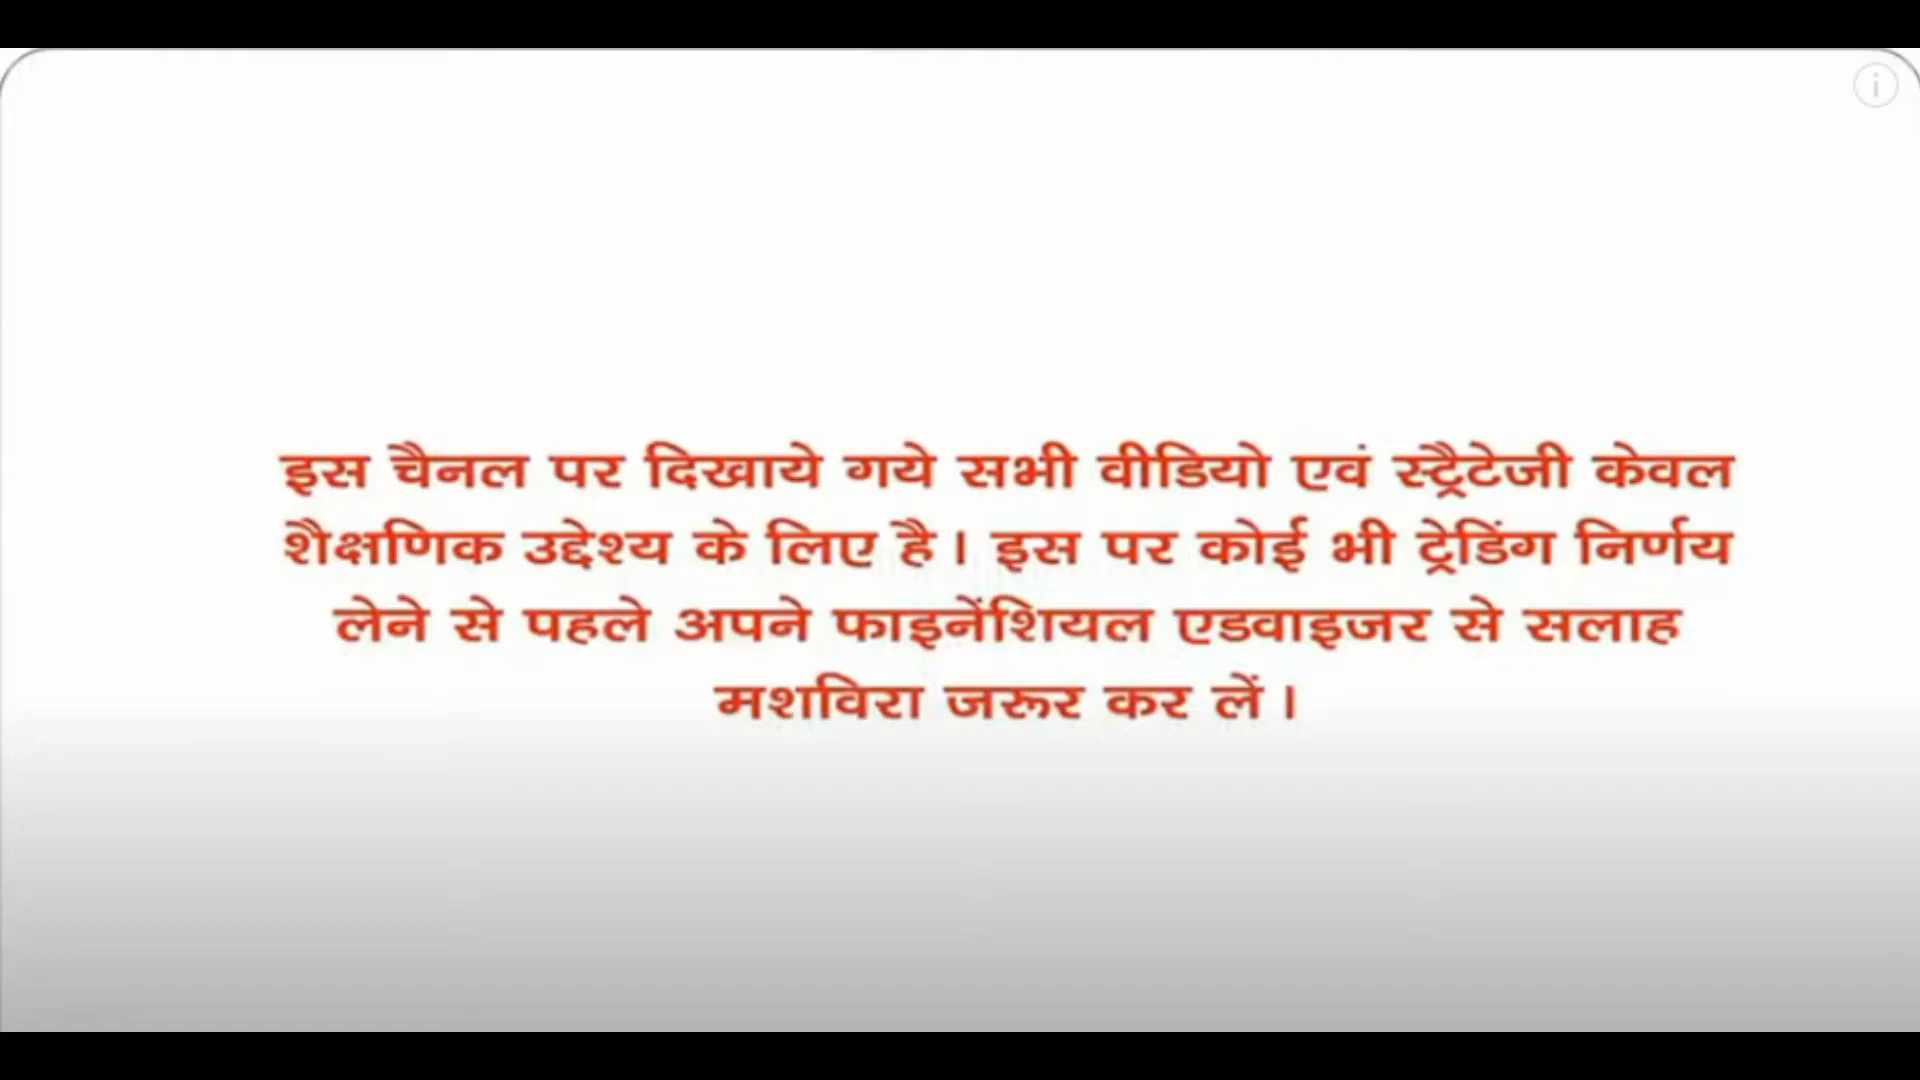 इस चैनल पर दिखाये गये सभी वीडियो एवं स्ट्रैटेजी केवल
शैक्षणिक उद्देश्य के लिए है। इस पर कोई भी ट्रेडिंग निर्णय
लेने से पहले अपने फाइनेंशियल एडवाइजर से सलाह
मशविरा जरूर कर लें।